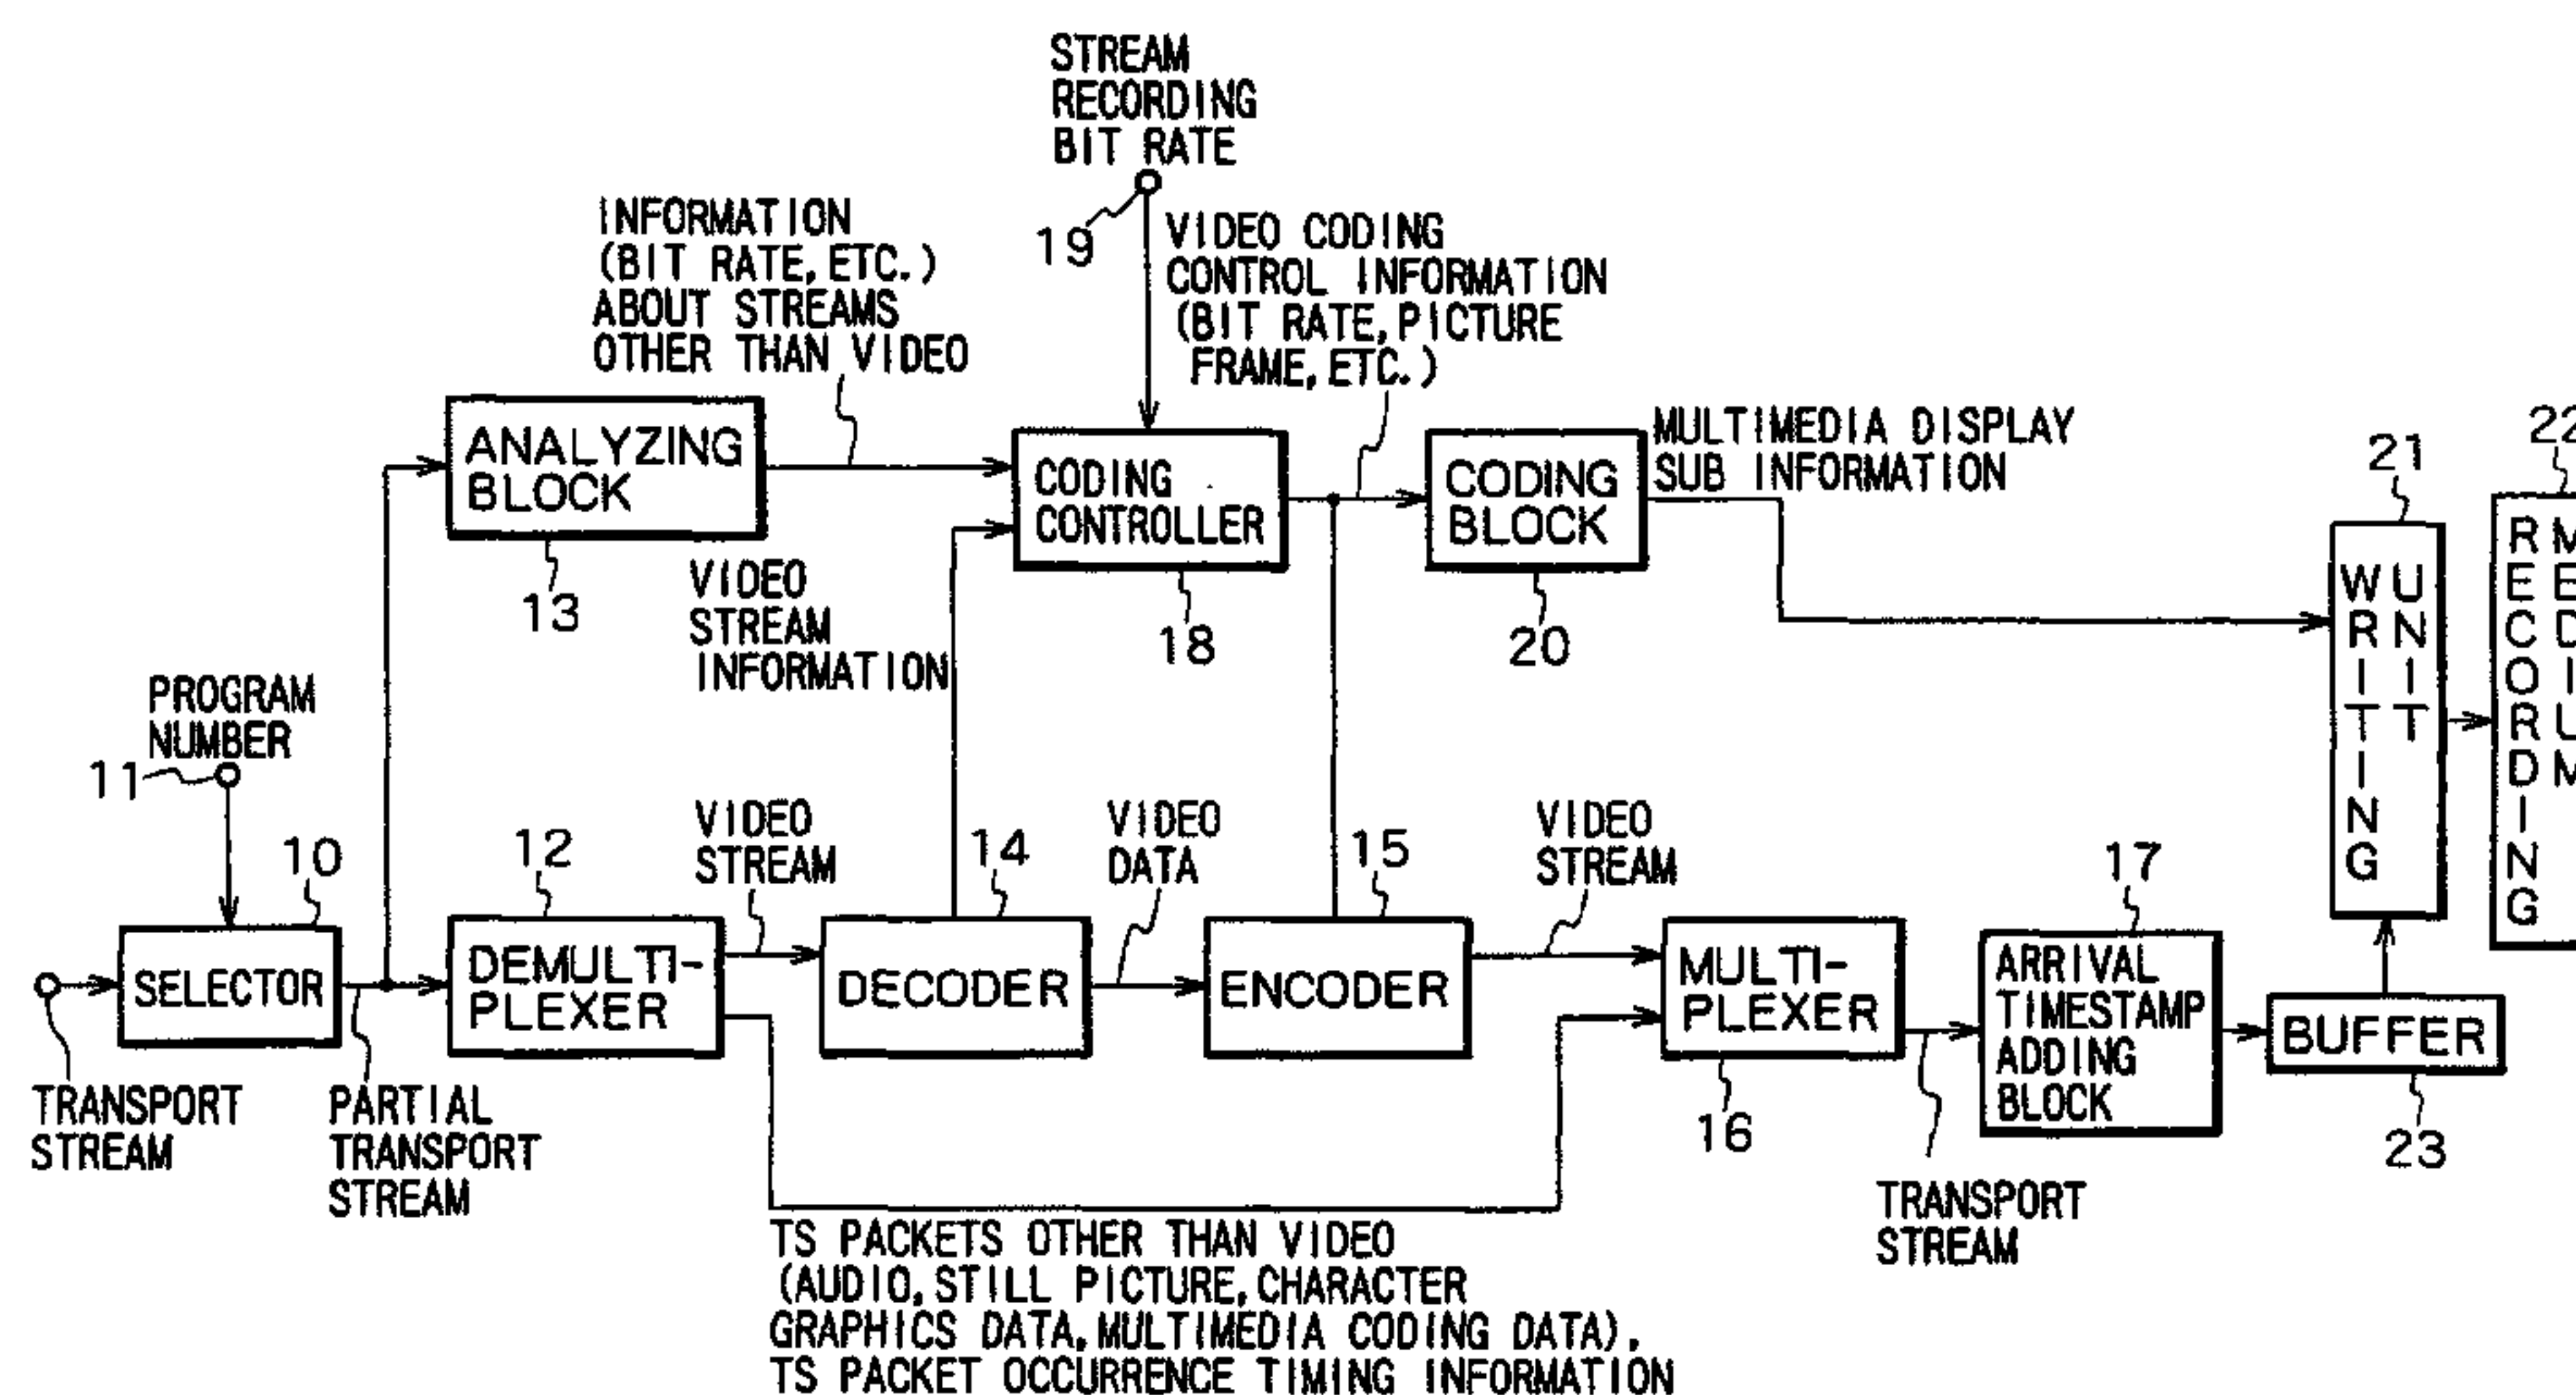 STREAM
RECORDING
BIT RATE
19
INFORMATION
(BIT RATE, ETC.)
ABOUT STREAMS
OTHER THAN VIDEO
VIDEO CODING
CONTROL INFORMATION
(BIT RATE, PICTURE
FRAME, ETC.)
ANALYZING
BLOCK
13
CODING
CONTROLLER
18
CODING
BLOCK
20
MULTIMEDIA DISPLAY
SUB INFORMATION
21
WRITING
UNIT
22
RECORDING
MEDIUM
VIDEO
STREAM
INFORMATION
PROGRAM
NUMBER
11
10
SELECTOR
TRANSPORT
STREAM
PARTIAL
TRANSPORT
STREAM
12
DEMULTI-
PLEXER
VIDEO
STREAM
14
DECODER
VIDEO
DATA
15
ENCODER
VIDEO
STREAM
MULTI-
PLEXER
16
17
ARRIVAL
TIMESTAMP
ADDING
BLOCK
BUFFER
23
TRANSPORT
STREAM
TS PACKETS OTHER THAN VIDEO
(AUDIO, STILL PICTURE, CHARACTER
GRAPHICS DATA, MULTIMEDIA CODING DATA),
TS PACKET OCCURRENCE TIMING INFORMATION